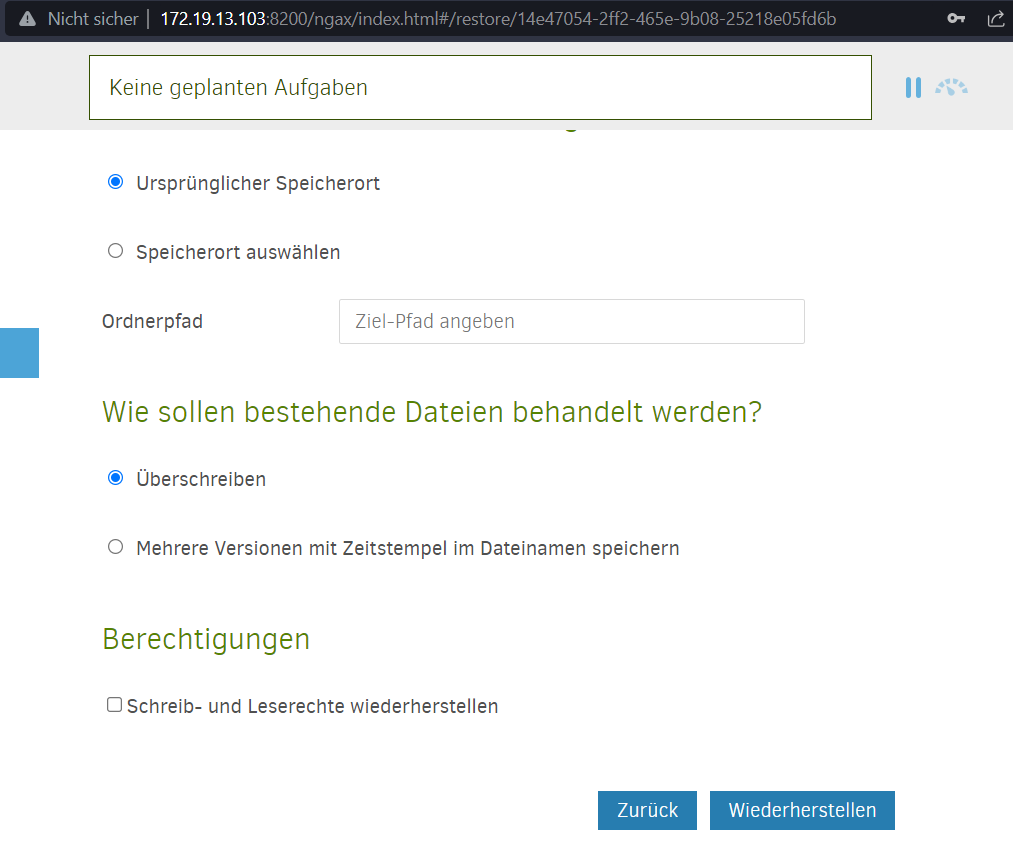 Nicht sicher | 172.19.13.103:8200/ngax/index.html#/restore/14e47054-2ff2-465e-9b08-25218e05fd6b
Keine geplanten Aufgaben
Ursprünglicher Speicherort
Speicherort auswählen
Ordnerpfad Ziel-Pfad angeben
Wie sollen bestehende Dateien behandelt werden?
Überschreiben
Mehrere Versionen mit Zeitstempel im Dateinamen speichern
Berechtigungen
Schreib- und Leserechte wiederherstellen
Zurück Wiederherstellen